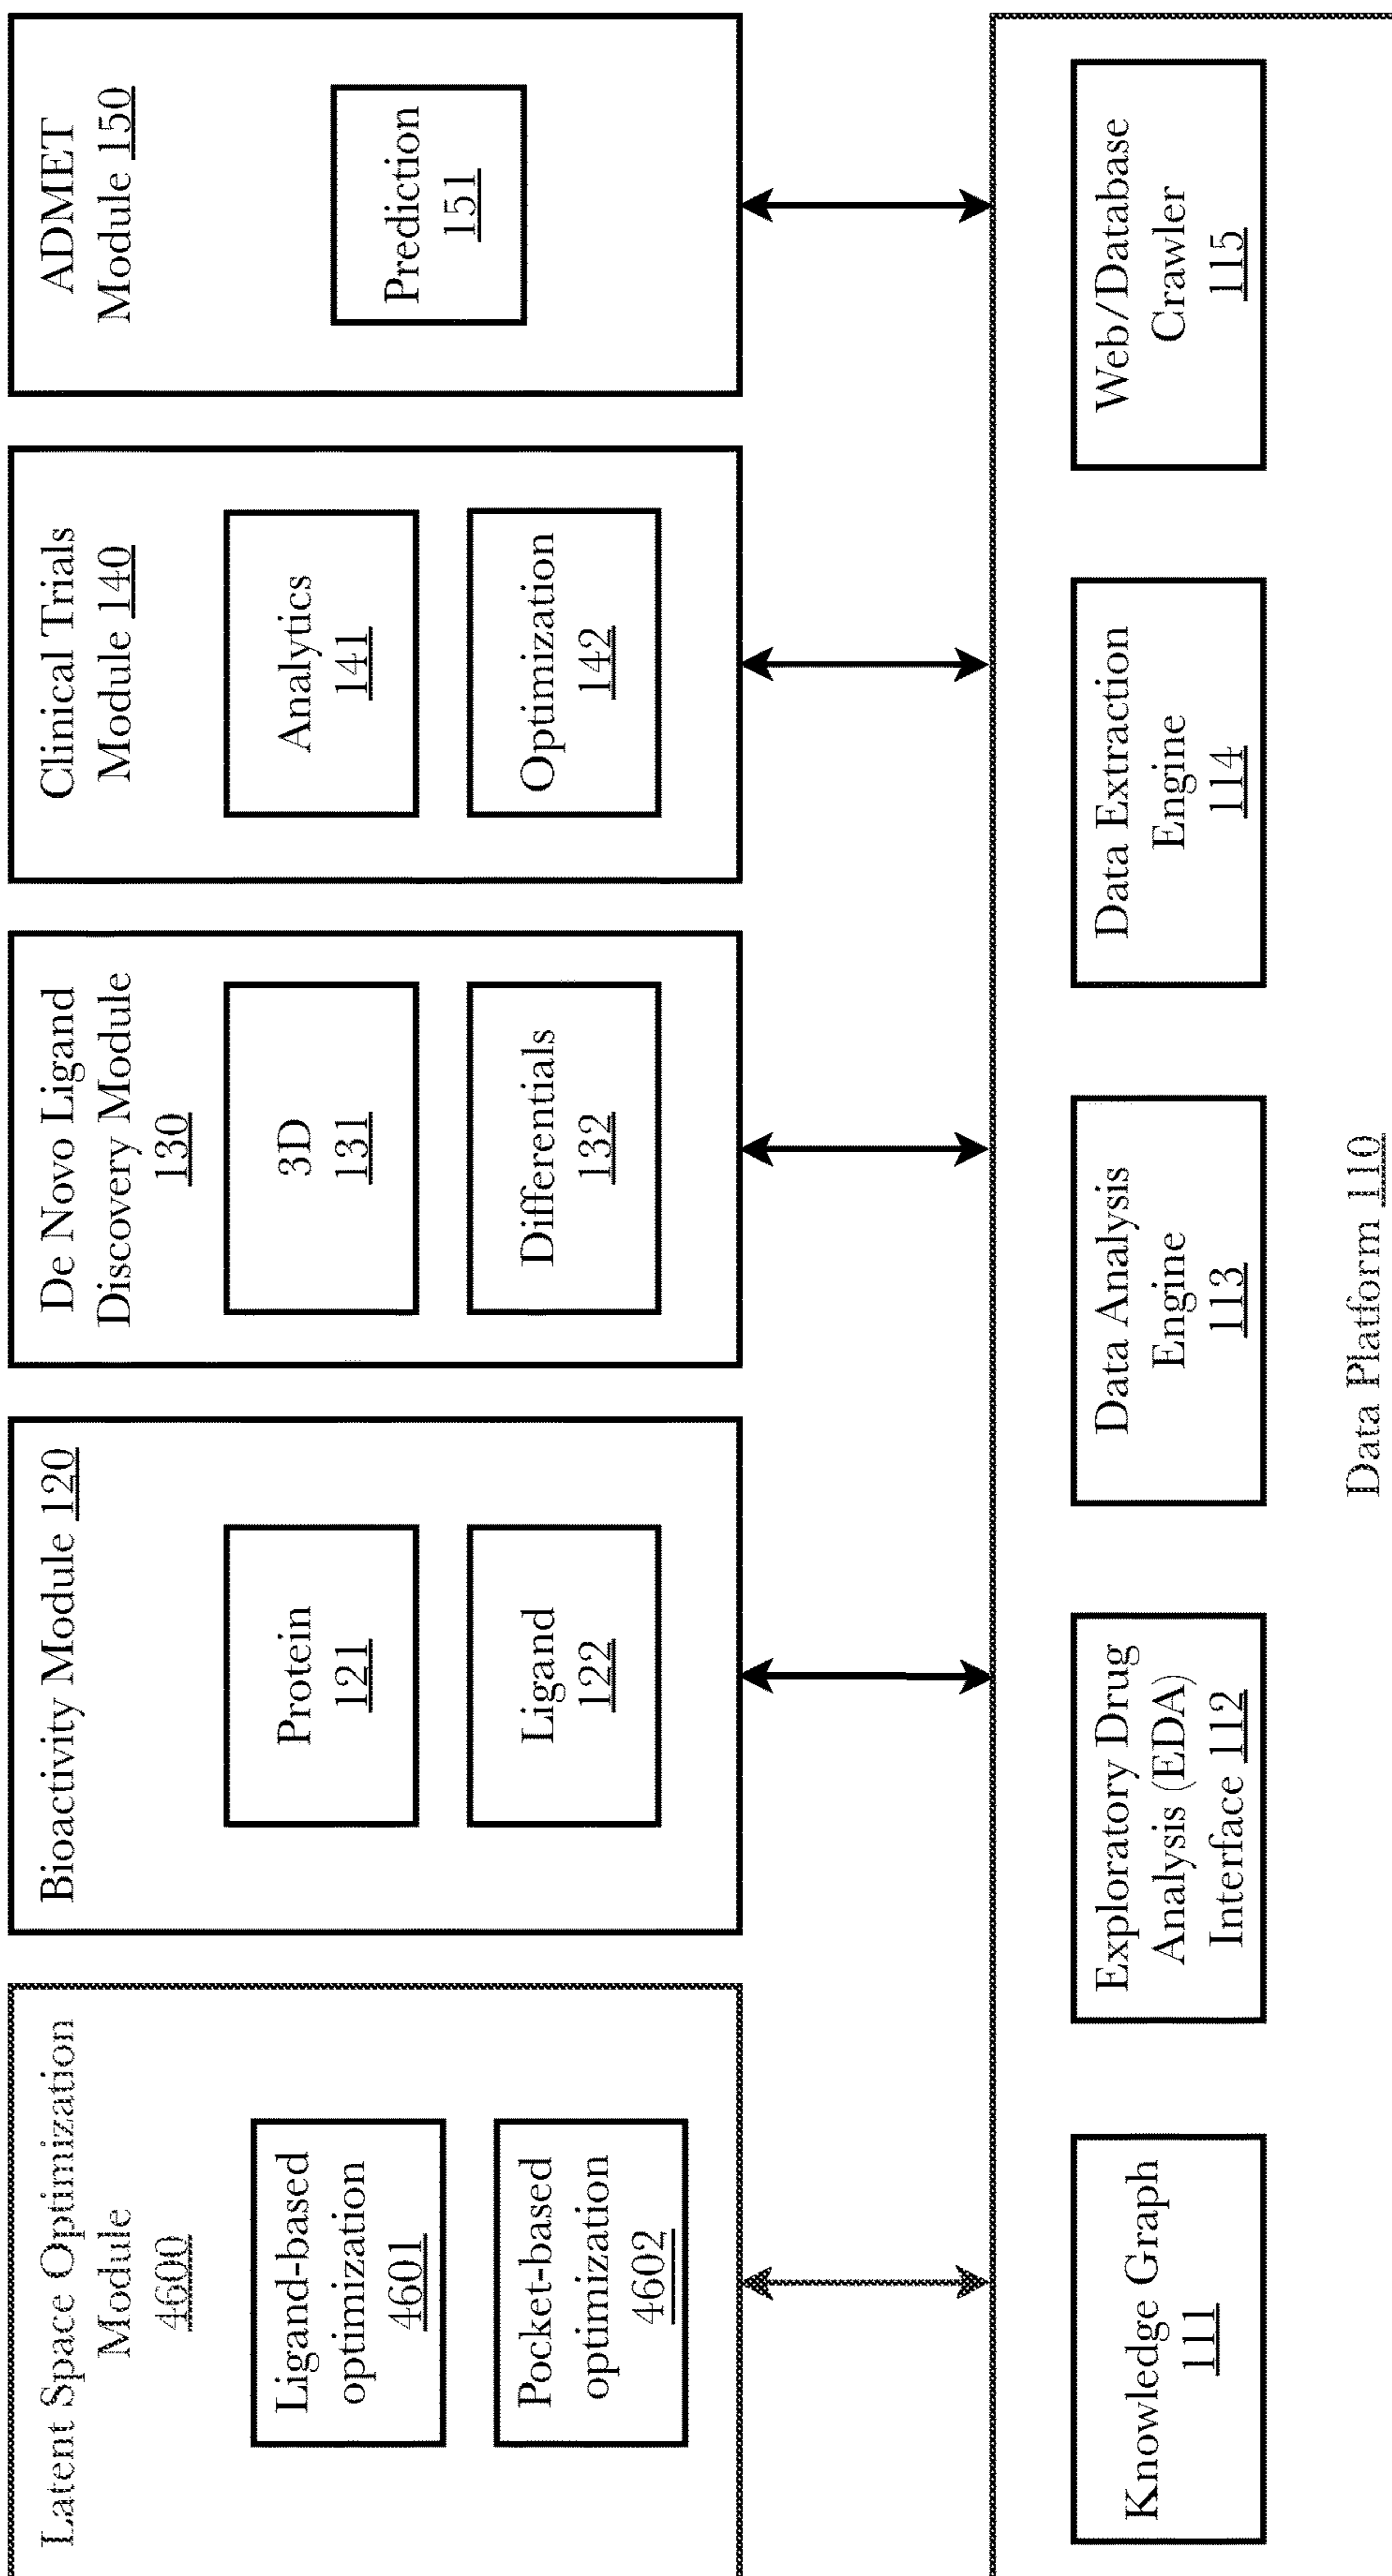 Latent Space Optimization
Module
4600
Ligand-based
optimization
4601
Pocket-based
optimization
4602
Bioactivity Module 120
Protein
121
Ligand
122
De Novo Ligand
Discovery Module
130
3D
131
Differentials
132
Clinical Trials
Module 140
Analytics
141
Optimization
142
ADMET
Module 150
Prediction
151
Knowledge Graph
111
Exploratory Drug
Analysis (EDA)
Interface 112
Data Analysis
Engine
113
Data Extraction
Engine
114
Web/Database
Crawler
115
Data Platform 110